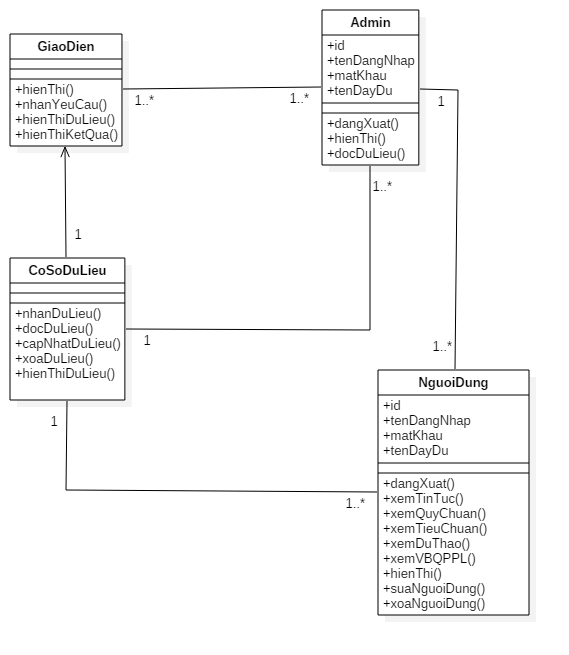 GiaoDien
+hienThi()
+nhanYeuCau()
+hienThiDuLieu()
+hienThiKetQua()
1..*
1..*
Admin
+id
+tenDangNhap
+matKhau
+tenDayDu
+dangXuat()
+hienThi()
+docDuLieu()
1
1..*
1
CoSoDuLieu
+nhanDuLieu()
+docDuLieu()
+capNhatDuLieu()
+xoaDuLieu()
+hienThiDuLieu()
1
1..*
1
1..*
NguoiDung
+id
+tenDangNhap
+matKhau
+tenDayDu
+dangXuat()
+xemTinTuc()
+xemQuyChuan()
+xemTieuChuan()
+xemDuThao()
+xemVBQPPL()
+hienThi()
+suaNguoiDung()
+xoaNguoiDung()